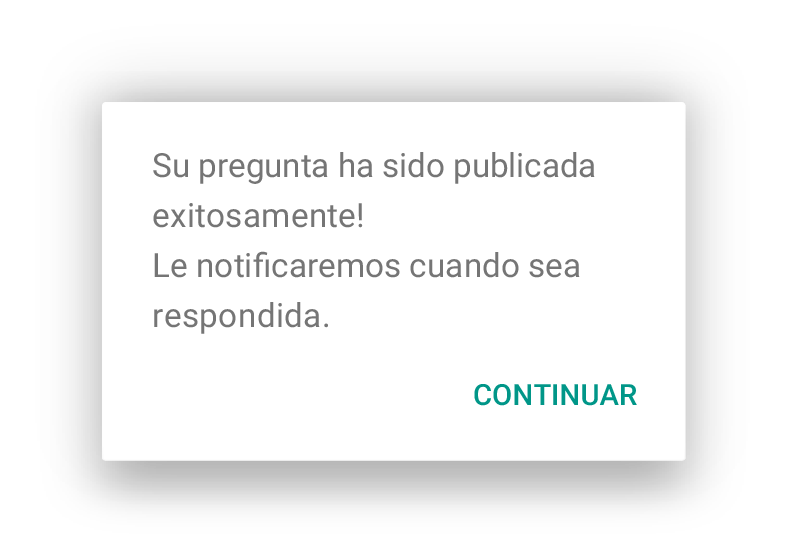 Su pregunta ha sido publicada
exitosamente!
Le notificaremos cuando sea
respondida.
CONTINUAR